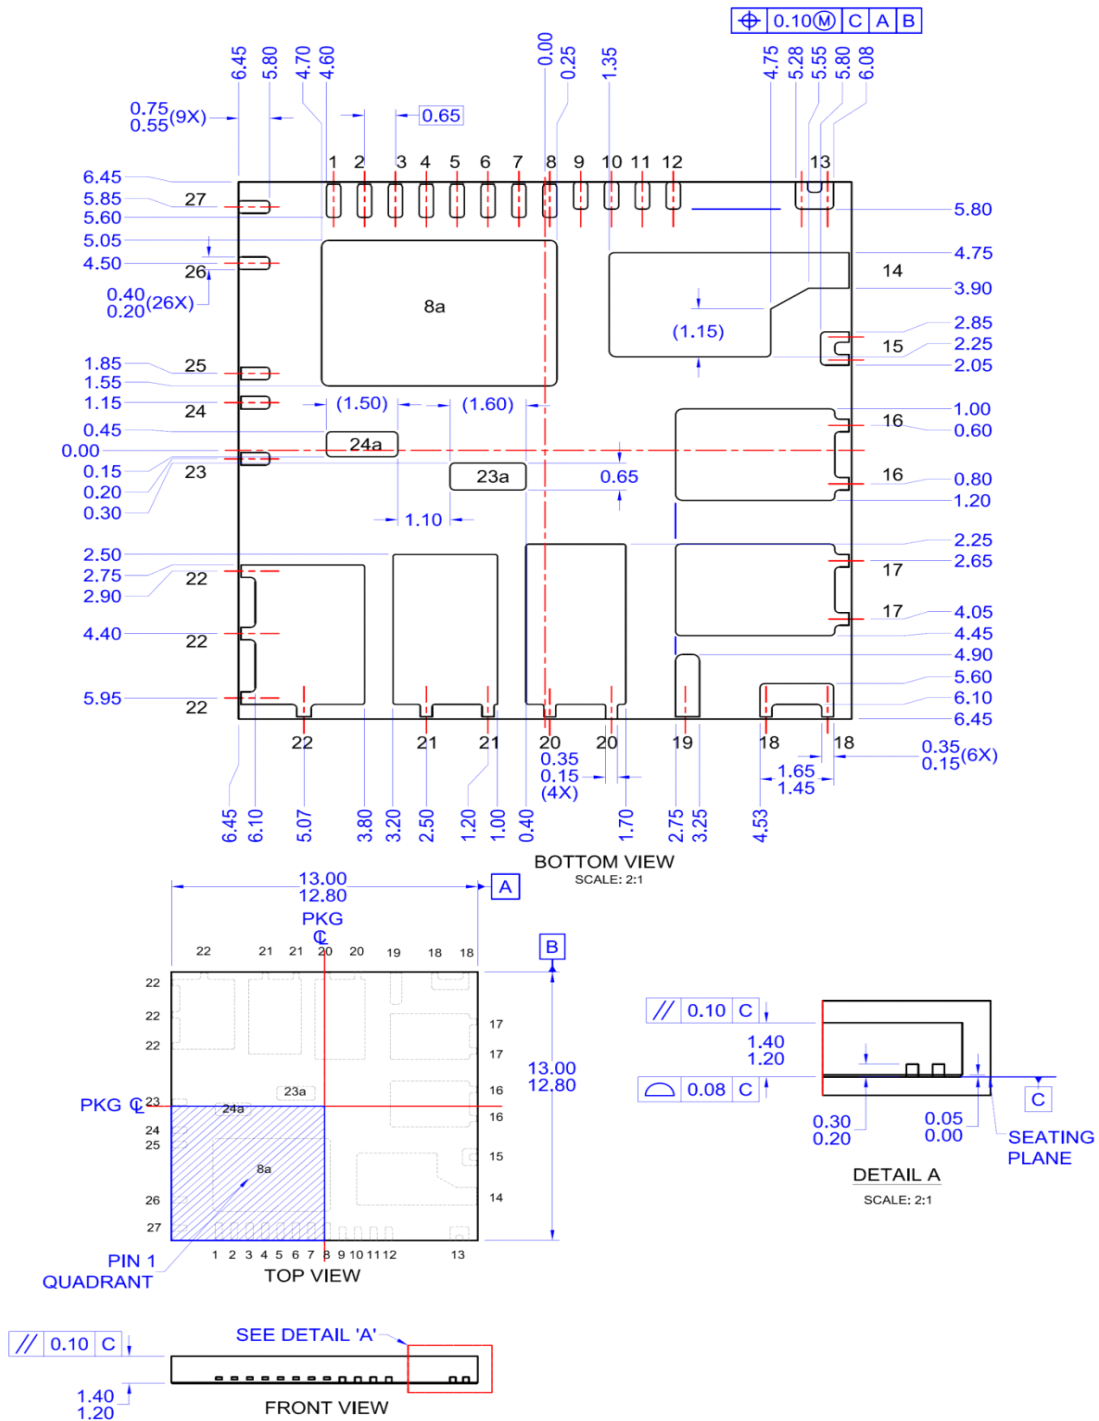 0.10Ⓜ C A B
6.45 5.80 4.70 4.60 0.00 0.25 1.35 4.75 5.28 5.55 5.80 6.08
0.75
0.55(9X)
0.65
1 2 3 4 5 6 7 8 9 10 11 12 13
6.45
27
5.85
5.60
5.80
5.05
4.50
26
0.40
0.20(26X)
8a
4.75
14
3.90
(1.15)
2.85
15
2.25
2.05
1.85
25
1.55
1.15
24
(1.50)
(1.60)
1.00
16
0.60
0.45
24a
0.00
0.15
23
0.20
0.30
23a
0.65
16
0.80
1.20
1.10
2.50
2.75
22
2.90
2.25
2.65
17
4.40
22
17
4.05
4.45
4.90
5.95
22
5.60
6.10
6.45
22 21 21 20 20 19 18 18
0.35
0.15
(4X)
0.35
0.15(6X)
1.65
1.45
6.45 6.10 5.07 3.80 3.20 2.50 1.20 1.00 0.40 1.70 2.75 3.25 4.53
BOTTOM VIEW
SCALE: 2:1
13.00
12.80
A
PKG
℄
B
22 21 21 20 20 19 18 18
22
22
22
17
17
13.00
12.80
23a
16
PKG ℄
23
24a
16
24
25
15
8a
26
14
27
1 2 3 4 5 6 7 8 9 10 11 12 13
PIN 1
QUADRANT
TOP VIEW
// 0.10 C
1.40
1.20
0.08 C
0.30
0.20
0.05
0.00
C
SEATING
PLANE
DETAIL A
SCALE: 2:1
SEE DETAIL 'A'
// 0.10 C
1.40
1.20
FRONT VIEW